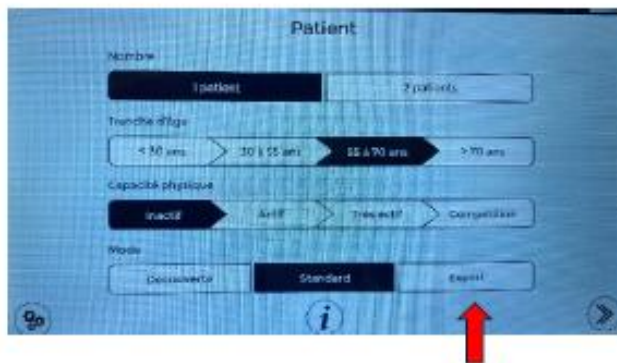 Patient
Nombre
1 patient 2 patients
Tranche d'âge
< 30 ans 30 à 55 ans 55 à 70 ans > 70 ans
Capacité physique
Inactif Actif Très actif Compétition
Mode
Découverte Standard Expert
i